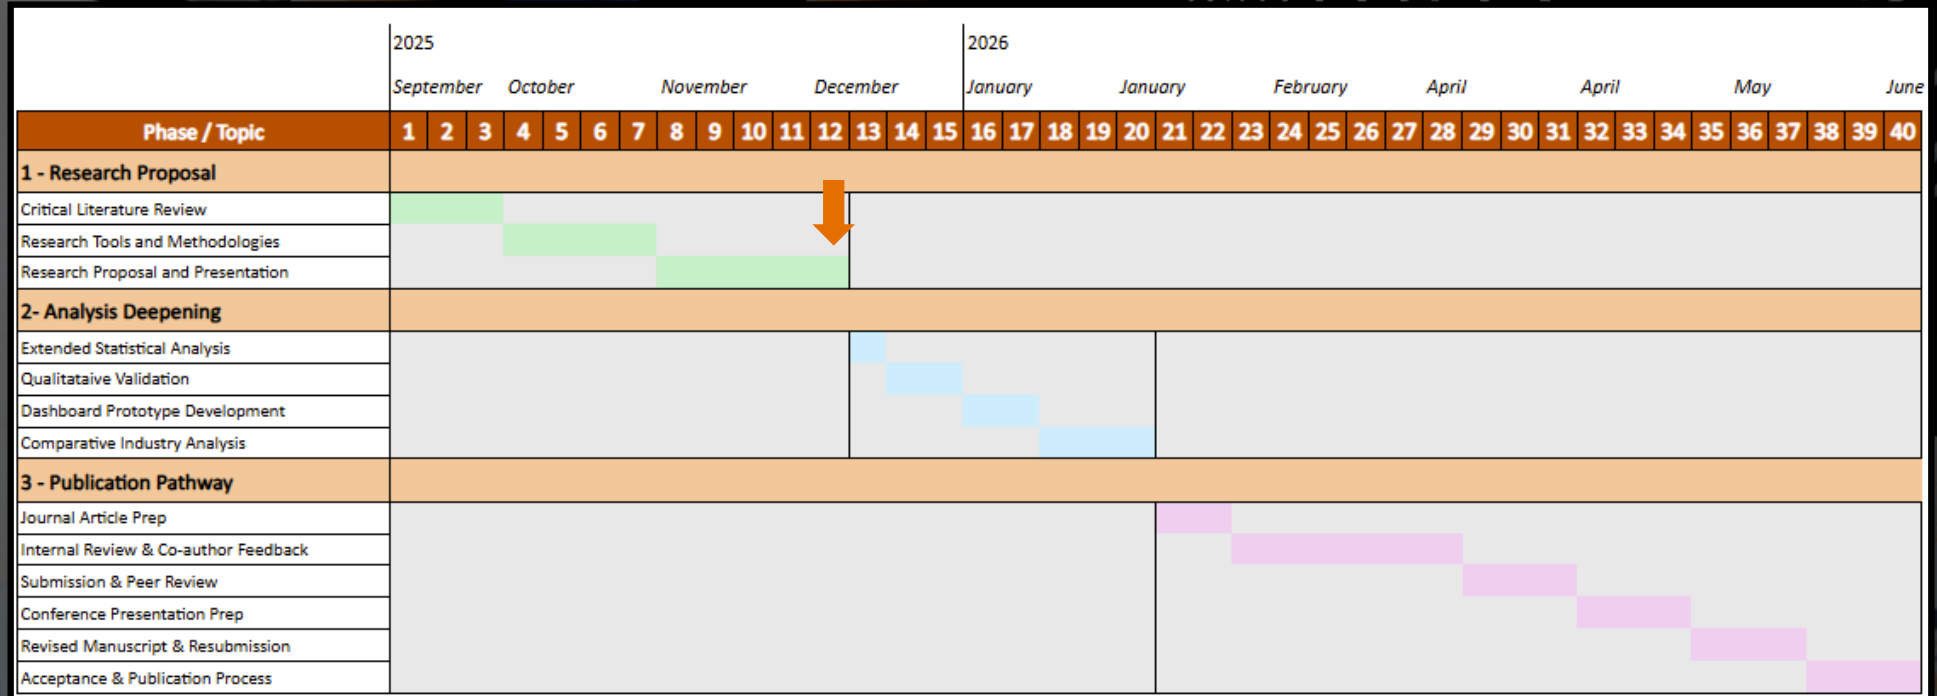 2025 2026
September October November December January January February April April May June
Phase / Topic 1 2 3 4 5 6 7 8 9 10 11 12 13 14 15 16 17 18 19 20 21 22 23 24 25 26 27 28 29 30 31 32 33 34 35 36 37 38 39 40
1 - Research Proposal
Critical Literature Review
Research Tools and Methodologies
Research Proposal and Presentation
2- Analysis Deepening
Extended Statistical Analysis
Qualitataive Validation
Dashboard Prototype Development
Comparative Industry Analysis
3 - Publication Pathway
Journal Article Prep
Internal Review & Co-author Feedback
Submission & Peer Review
Conference Presentation Prep
Revised Manuscript & Resubmission
Acceptance & Publication Process